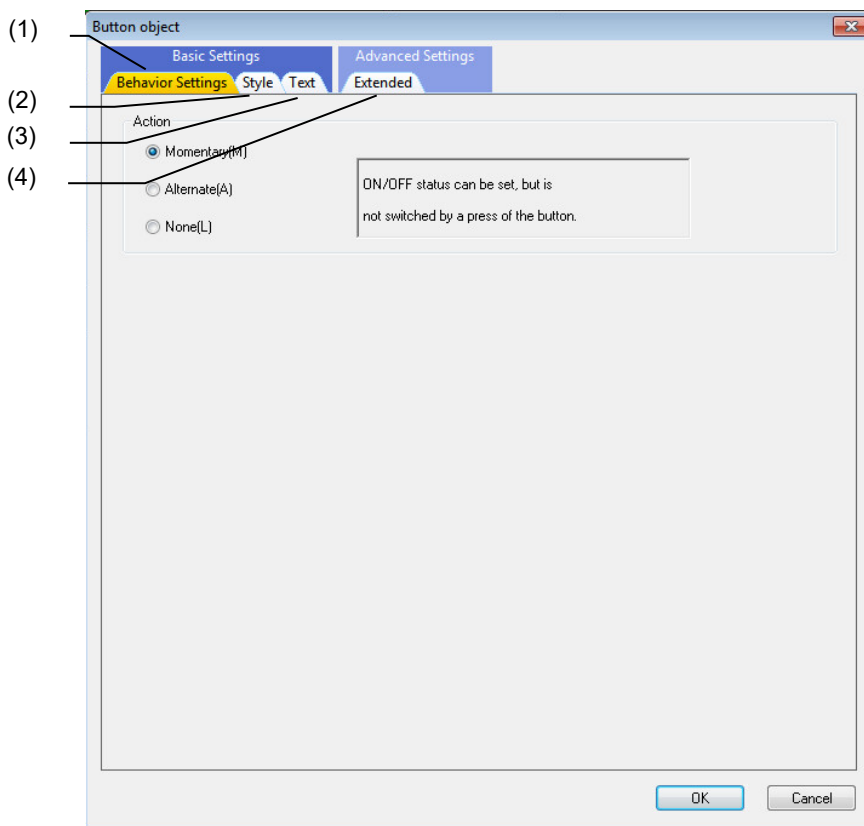 (1)
Button object
Basic Settings
Advanced Settings
Behavior Settings
Style
Text
Extended
(2)
(3)
(4)
Action
Momentary(M)
Alternate(A)
None(L)
ON/OFF status can be set, but is
not switched by a press of the button.
OK
Cancel